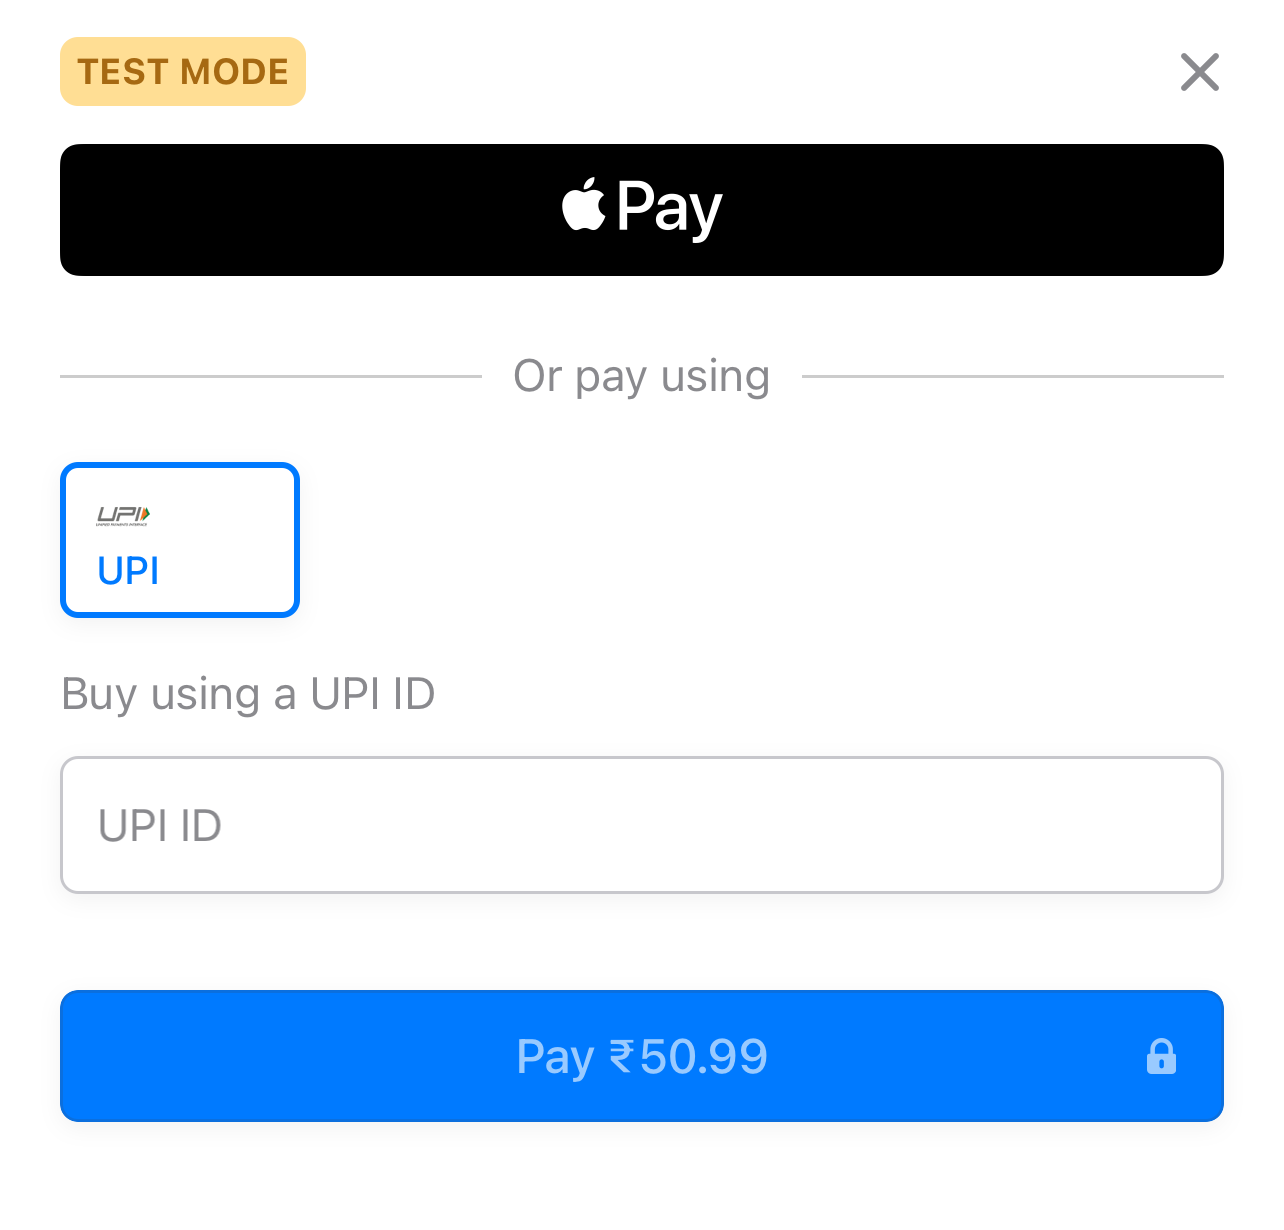 TEST MODE
Pay
Or pay using
UPI
UPI
Buy using a UPI ID
UPI ID
Pay ₹50.99